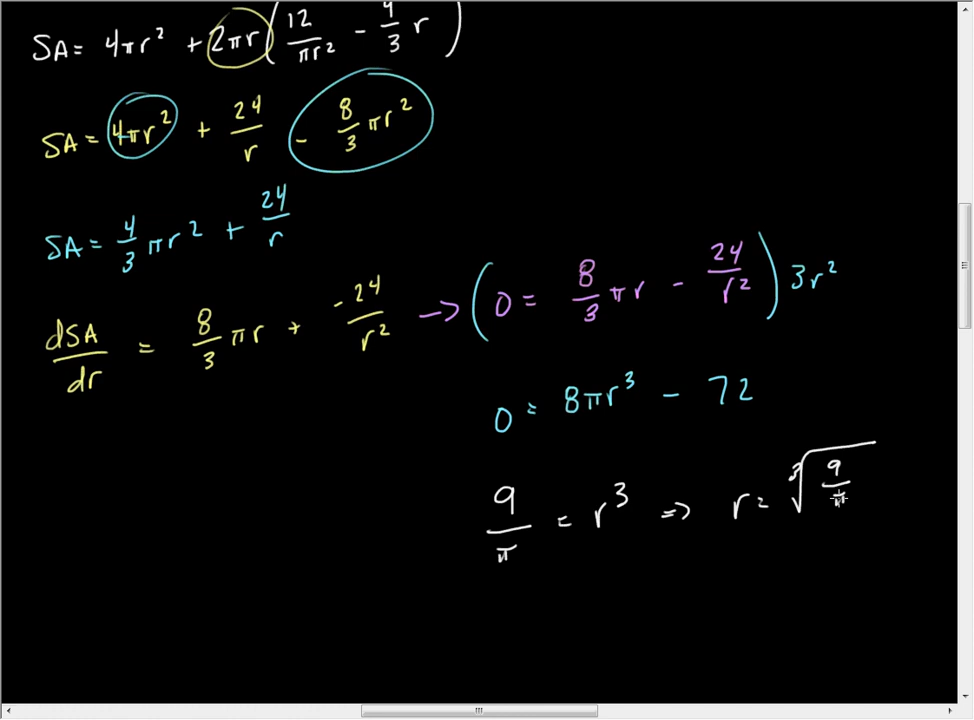 SA = 4πr² + 2πr(12/πr² - 4/3 r)
SA = 4πr² + 24/r - 8/3 πr²
SA = 4/3 πr² + 24/r
dSA/dr = 8/3 πr + -24/r² → (0 = 8/3 πr - 24/r²) 3r²
0 = 8πr³ - 72
9/π = r³ ⇒ r = ∛(9/π)